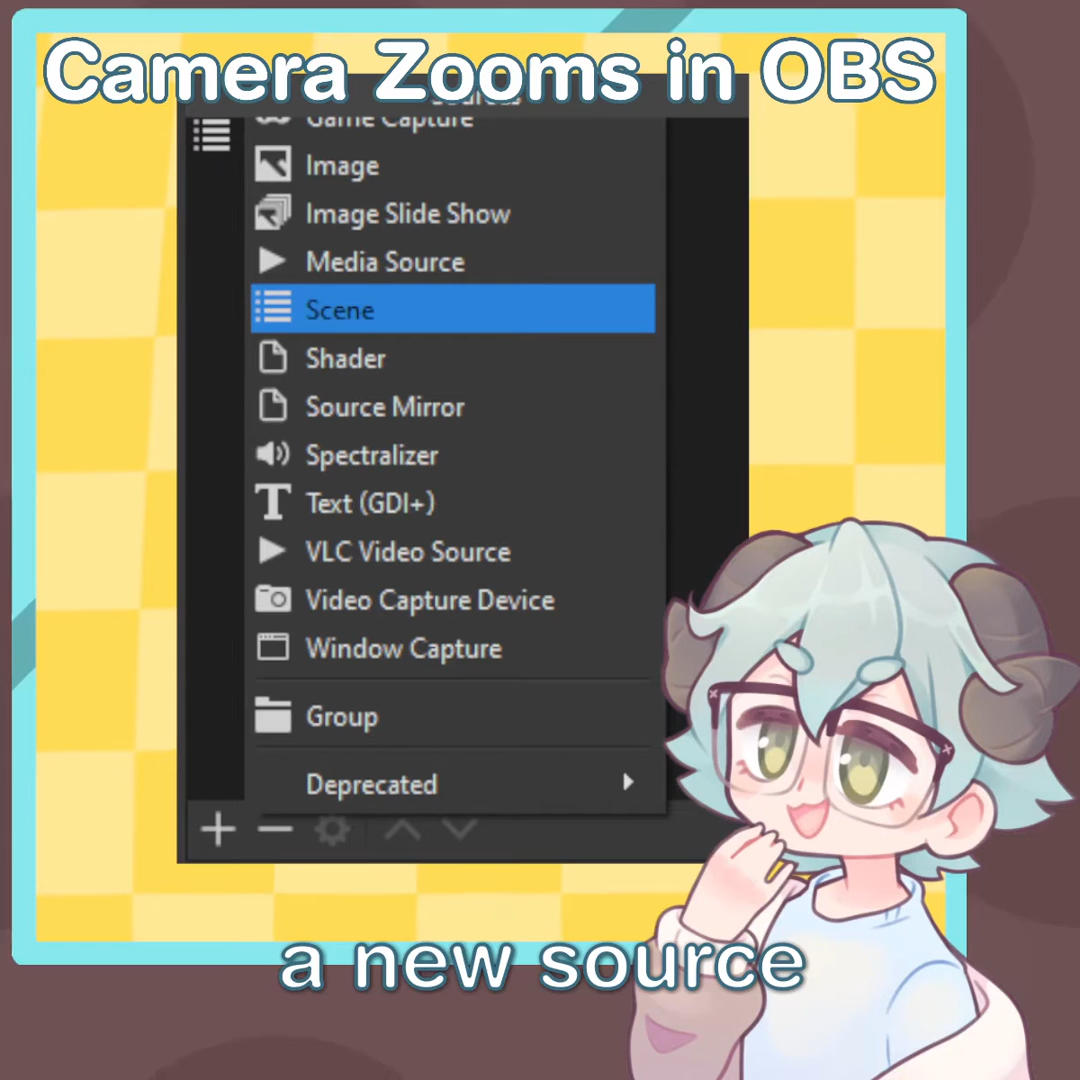 Camera Zooms in OBS
Sources
Game Capture
Image
Image Slide Show
Media Source
Scene
Shader
Source Mirror
Spectralizer
Text (GDI+)
VLC Video Source
Video Capture Device
Window Capture
Group
Deprecated
a new source